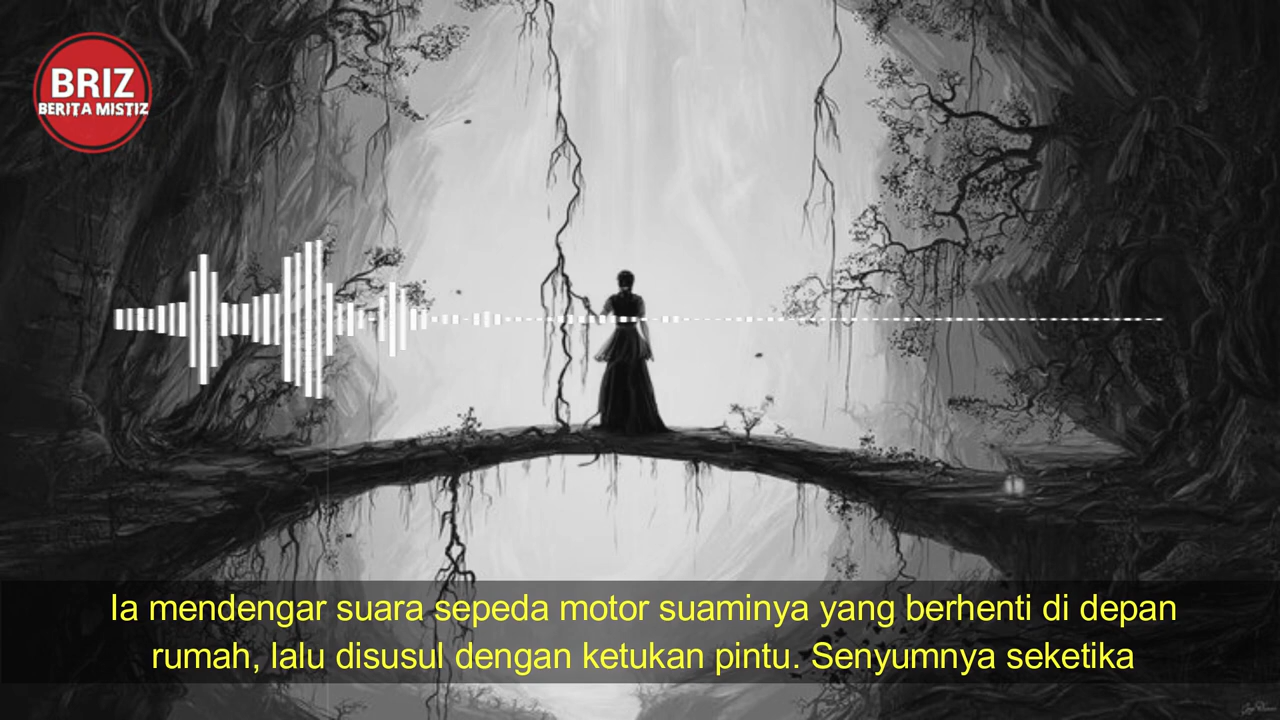 BRIZ
BERITA MISTIZ
Ia mendengar suara sepeda motor suaminya yang berhenti di depan
rumah, lalu disusul dengan ketukan pintu. Senyumnya seketika